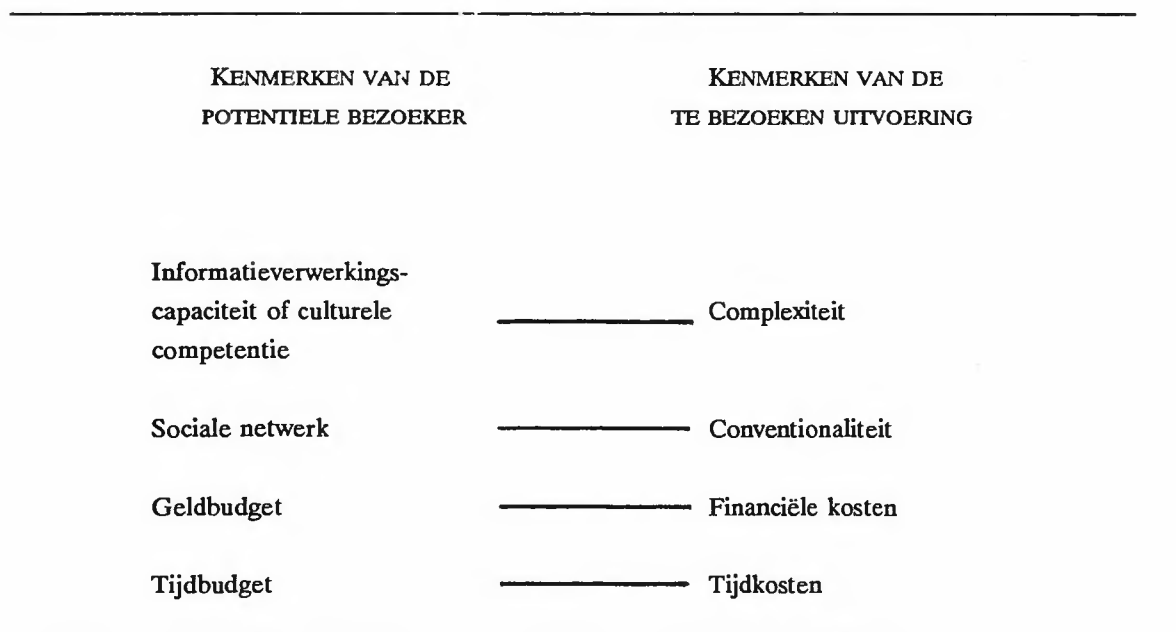 KENMERKEN VAN DE
POTENTIELE BEZOEKER
KENMERKEN VAN DE
TE BEZOEKEN UITVOERING
Informatieverwerkings-
capaciteit of culturele
competentie
Complexiteit
Sociale netwerk
Conventionaliteit
Geldbudget
Financiële kosten
Tijdbudget
Tijdkosten